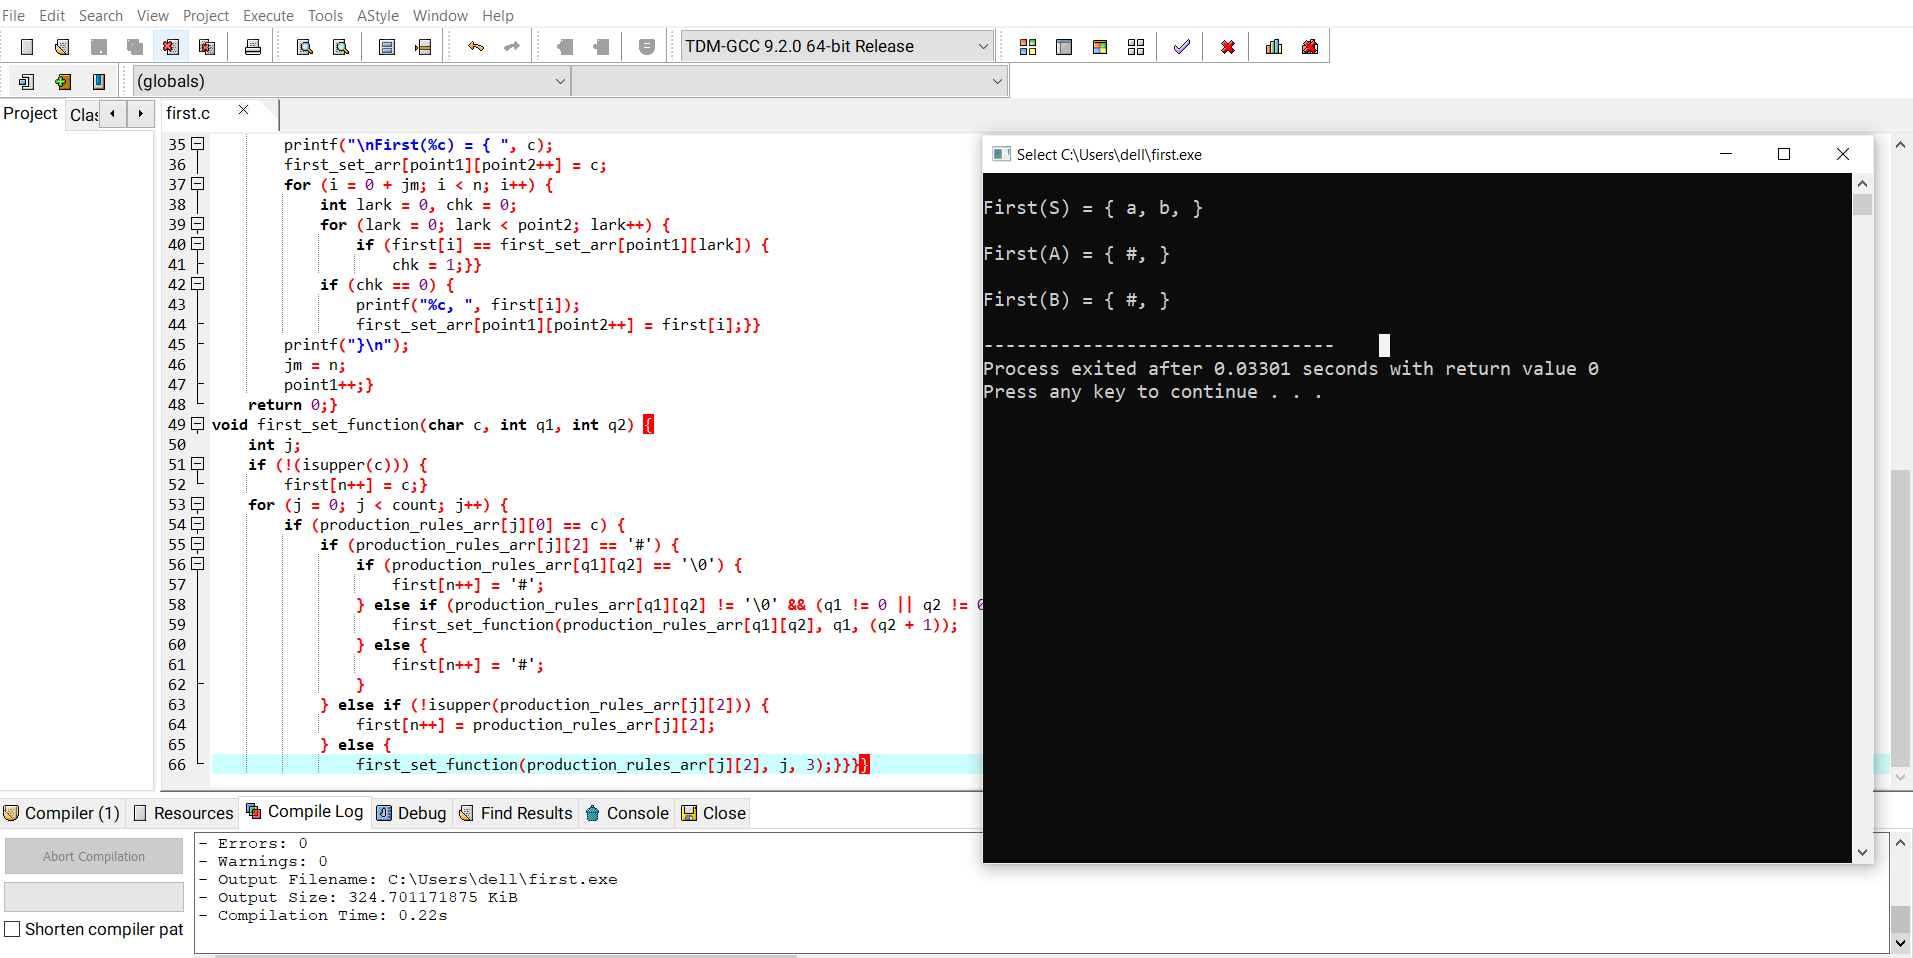 File Edit Search View Project Execute Tools AStyle Window Help
TDM-GCC 9.2.0 64-bit Release
(globals)
Project Clas first.c
35 printf("\nFirst(%c) = { ", c);
36 first_set_arr[point1][point2++] = c;
37 for (i = 0 + jm; i < n; i++) {
38 int lark = 0, chk = 0;
39 for (lark = 0; lark < point2; lark++) {
40 if (first[i] == first_set_arr[point1][lark]) {
41 chk = 1;}}
42 if (chk == 0) {
43 printf("%c, ", first[i]);
44 first_set_arr[point1][point2++] = first[i];}}
45 printf("}\n");
46 jm = n;
47 point1++;}
48 return 0;}
49 void first_set_function(char c, int q1, int q2) {
50 int j;
51 if (!(isupper(c))) {
52 first[n++] = c;}
53 for (j = 0; j < count; j++) {
54 if (production_rules_arr[j][0] == c) {
55 if (production_rules_arr[j][2] == '#') {
56 if (production_rules_arr[q1][q2] == '\0') {
57 first[n++] = '#';
58 } else if (production_rules_arr[q1][q2] != '\0' && (q1 != 0 || q2 != 0
59 first_set_function(production_rules_arr[q1][q2], q1, (q2 + 1));
60 } else {
61 first[n++] = '#';
62 }
63 } else if (!isupper(production_rules_arr[j][2])) {
64 first[n++] = production_rules_arr[j][2];
65 } else {
66 first_set_function(production_rules_arr[j][2], j, 3);}}}}
Select C:\Users\dell\first.exe
First(S) = { a, b, }
First(A) = { #, }
First(B) = { #, }
--------------------------------
Process exited after 0.03301 seconds with return value 0
Press any key to continue . . .
Compiler (1) Resources Compile Log Debug Find Results Console Close
Abort Compilation
Shorten compiler pat
- Errors: 0
- Warnings: 0
- Output Filename: C:\Users\dell\first.exe
- Output Size: 324.701171875 KiB
- Compilation Time: 0.22s